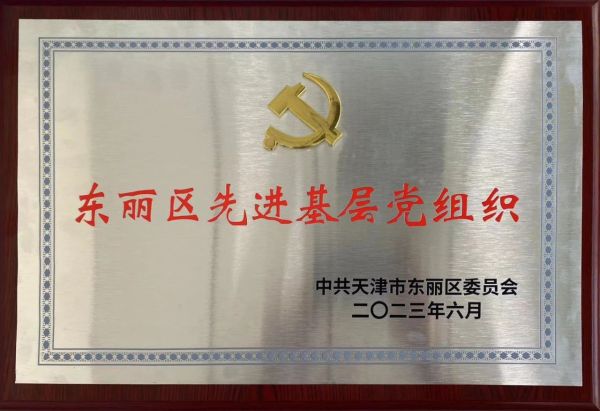 东丽区先进基层党组织
中共天津市东丽区委员会
二〇二三年六月